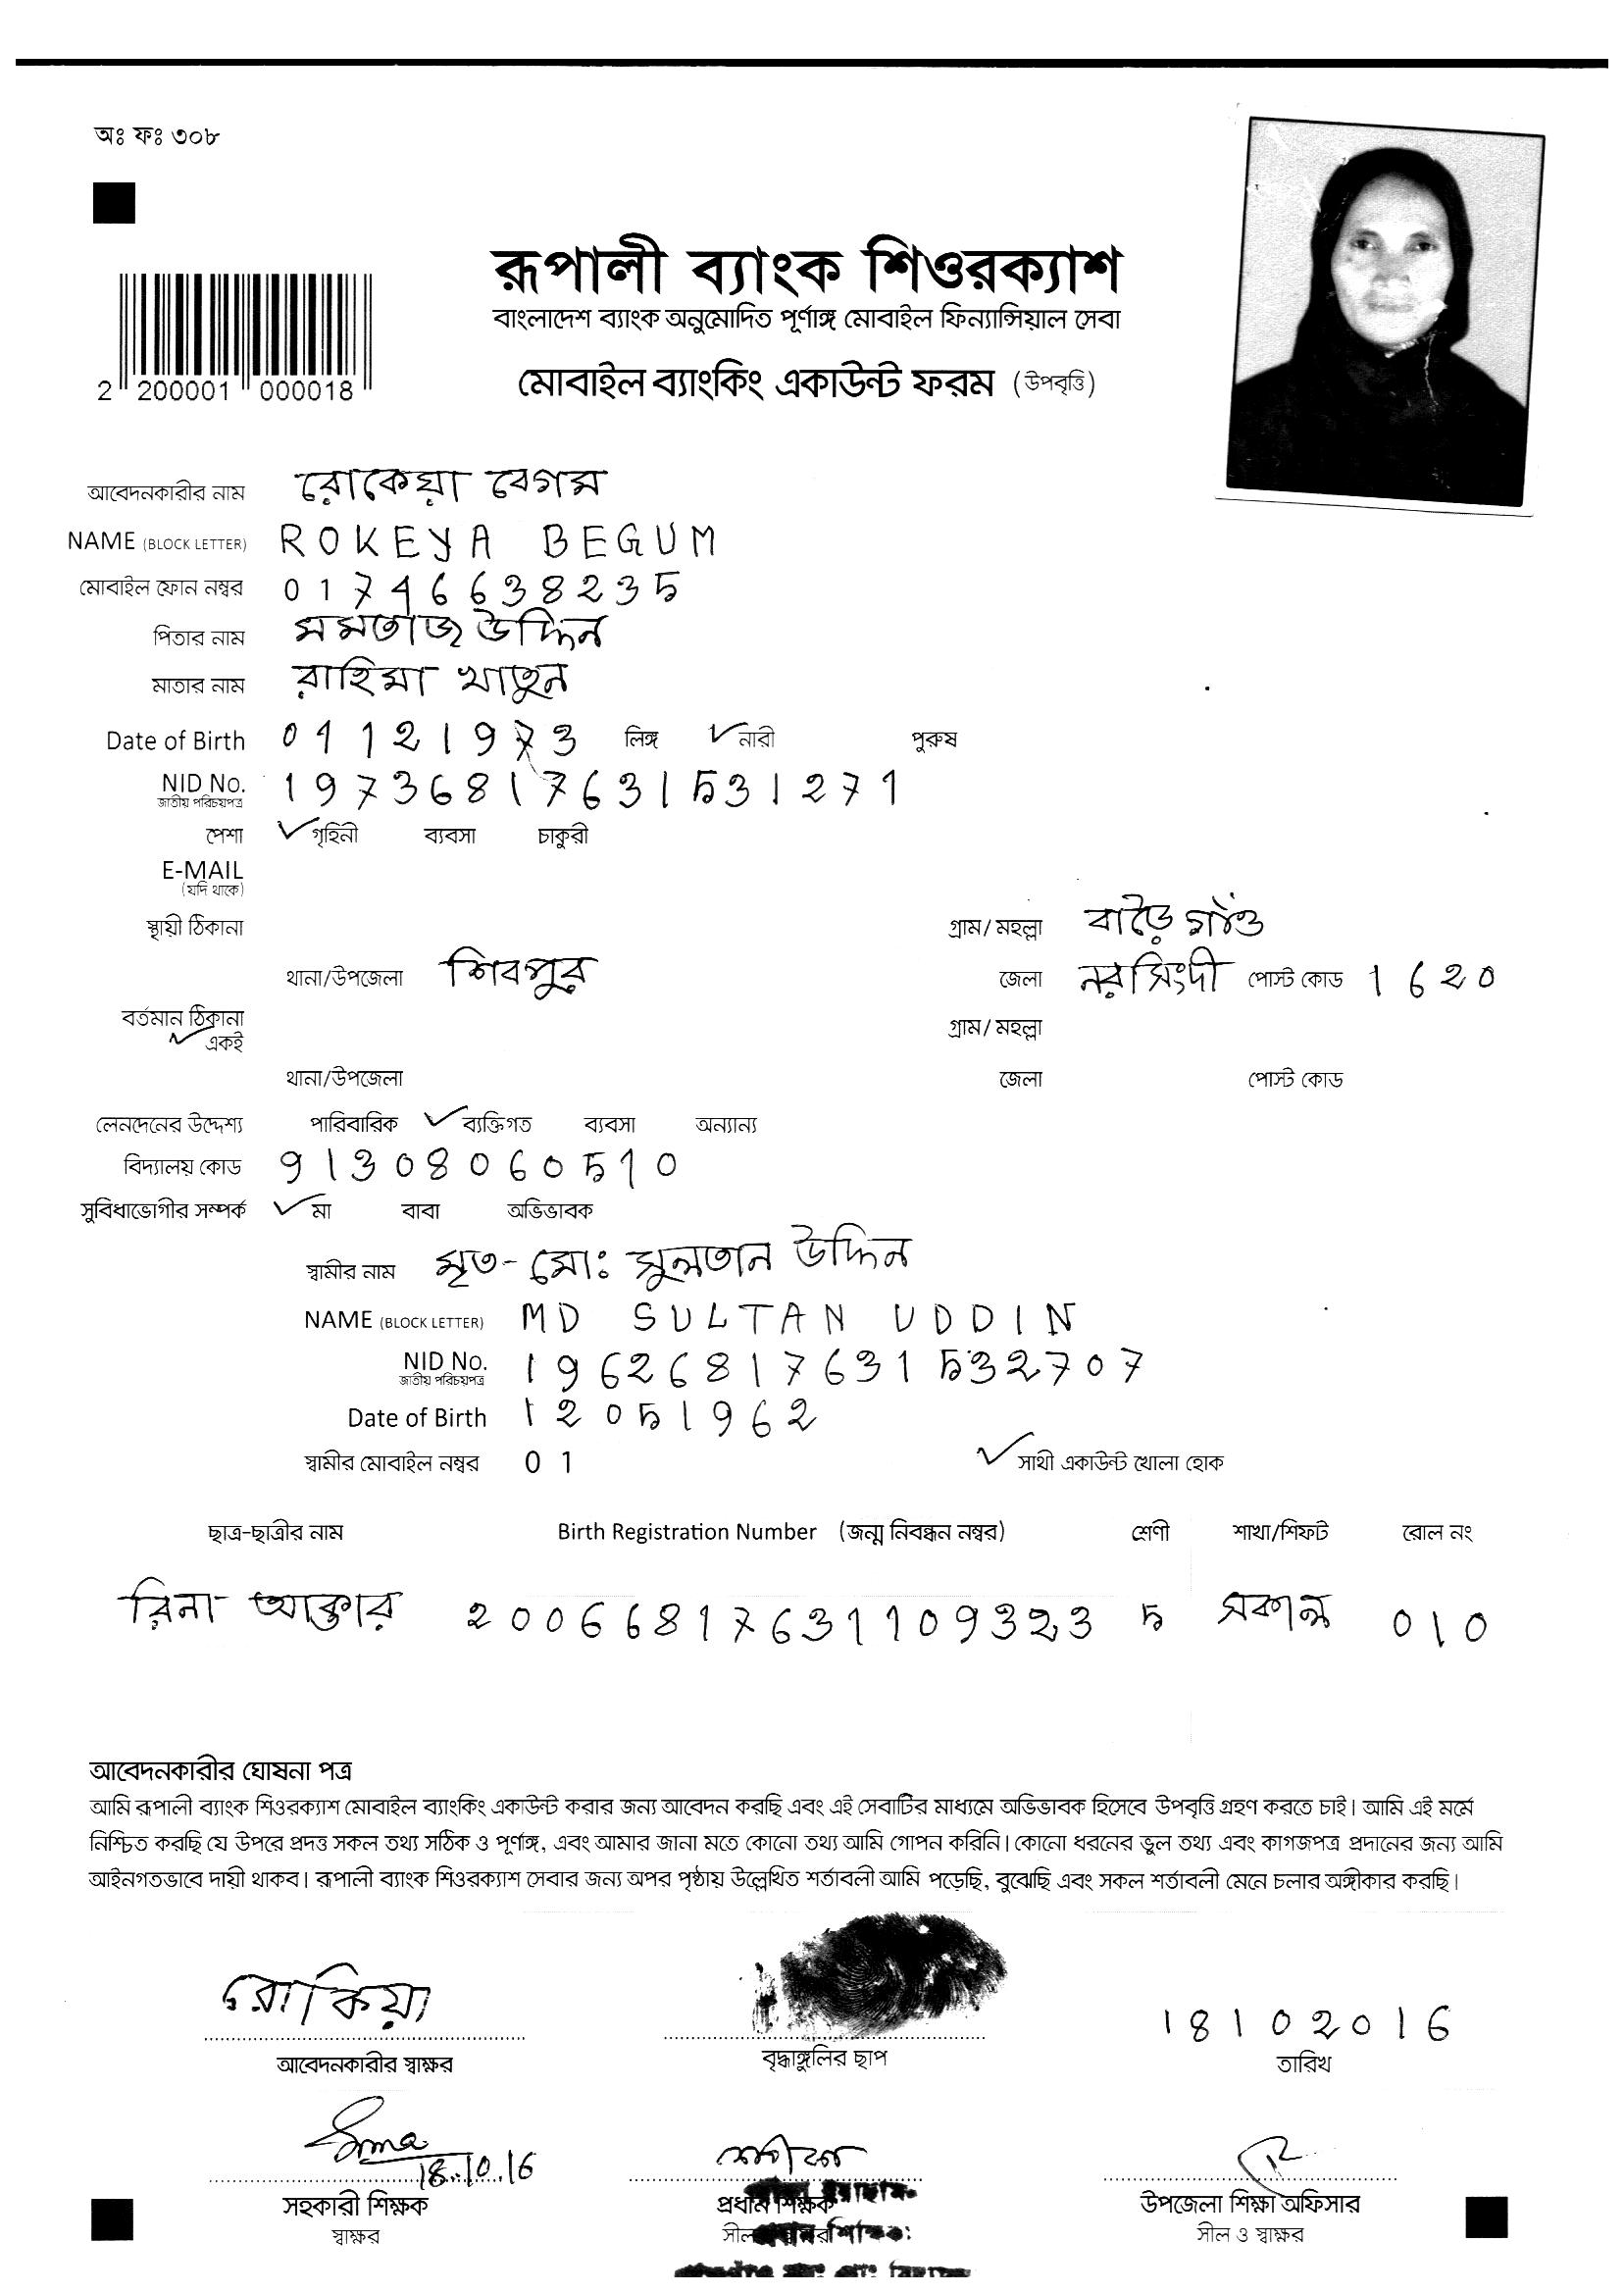 অঃ ফঃ ৩০৮
রূপালী ব্যাংক শিওরক্যাশ
বাংলাদেশ ব্যাংক অনুমোদিত পূর্ণাঙ্গ মোবাইল ফিন্যান্সিয়াল সেবা
2 200001 000018
মোবাইল ব্যাংকিং একাউন্ট ফরম (উপবৃত্তি)
আবেদনকারীর নাম রোকেয়া বেগম
NAME (BLOCK LETTER) ROKEYA BEGUM
মোবাইল ফোন নম্বর 01746638235
পিতার নাম মমতাজ উদ্দিন
মাতার নাম রাহিমা খাতুন
Date of Birth 01121973 লিঙ্গ ✓নারী পুরুষ
NID No. 19736817631531271
জাতীয় পরিচয়পত্র
পেশা ✓গৃহিনী ব্যবসা চাকুরী
E-MAIL
(যদি থাকে)
স্থায়ী ঠিকানা গ্রাম/ মহল্লা বাড়ৈ গাঁও
থানা/উপজেলা শিবপুর জেলা নরসিংদী পোস্ট কোড 1620
বর্তমান ঠিকানা গ্রাম/ মহল্লা
✓একই
থানা/উপজেলা জেলা পোস্ট কোড
লেনদেনের উদ্দেশ্য পারিবারিক ✓ব্যক্তিগত ব্যবসা অন্যান্য
বিদ্যালয় কোড 91308060510
সুবিধাভোগীর সম্পর্ক ✓মা বাবা অভিভাবক
স্বামীর নাম মৃত- মোঃ সুলতান উদ্দিন
NAME (BLOCK LETTER) MD SULTAN UDDIN
NID No. 19626817631532707
জাতীয় পরিচয়পত্র
Date of Birth 12051962
স্বামীর মোবাইল নম্বর 01 ✓সাথী একাউন্ট খোলা হোক
ছাত্র-ছাত্রীর নাম Birth Registration Number (জন্ম নিবন্ধন নম্বর) শ্রেণী শাখা/শিফট রোল নং
রিনা আক্তার 20066817631109323 5 সকাল 010
আবেদনকারীর ঘোষনা পত্র
আমি রূপালী ব্যাংক শিওরক্যাশ মোবাইল ব্যাংকিং একাউন্ট করার জন্য আবেদন করছি এবং এই সেবাটির মাধ্যমে অভিভাবক হিসেবে উপবৃত্তি গ্রহণ করতে চাই। আমি এই মর্মে
নিশ্চিত করছি যে উপরে প্রদত্ত সকল তথ্য সঠিক ও পূর্ণাঙ্গ, এবং আমার জানা মতে কোনো তথ্য আমি গোপন করিনি। কোনো ধরনের ভুল তথ্য এবং কাগজপত্র প্রদানের জন্য আমি
আইনগতভাবে দায়ী থাকব। রূপালী ব্যাংক শিওরক্যাশ সেবার জন্য অপর পৃষ্ঠায় উল্লেখিত শর্তাবলী আমি পড়েছি, বুঝেছি এবং সকল শর্তাবলী মেনে চলার অঙ্গীকার করছি।
রোকিয়া 18102016
আবেদনকারীর স্বাক্ষর বৃদ্ধাঙ্গুলির ছাপ তারিখ
18.10.16
সহকারী শিক্ষক প্রধান শিক্ষক উপজেলা শিক্ষা অফিসার
স্বাক্ষর সীল ও স্বাক্ষর